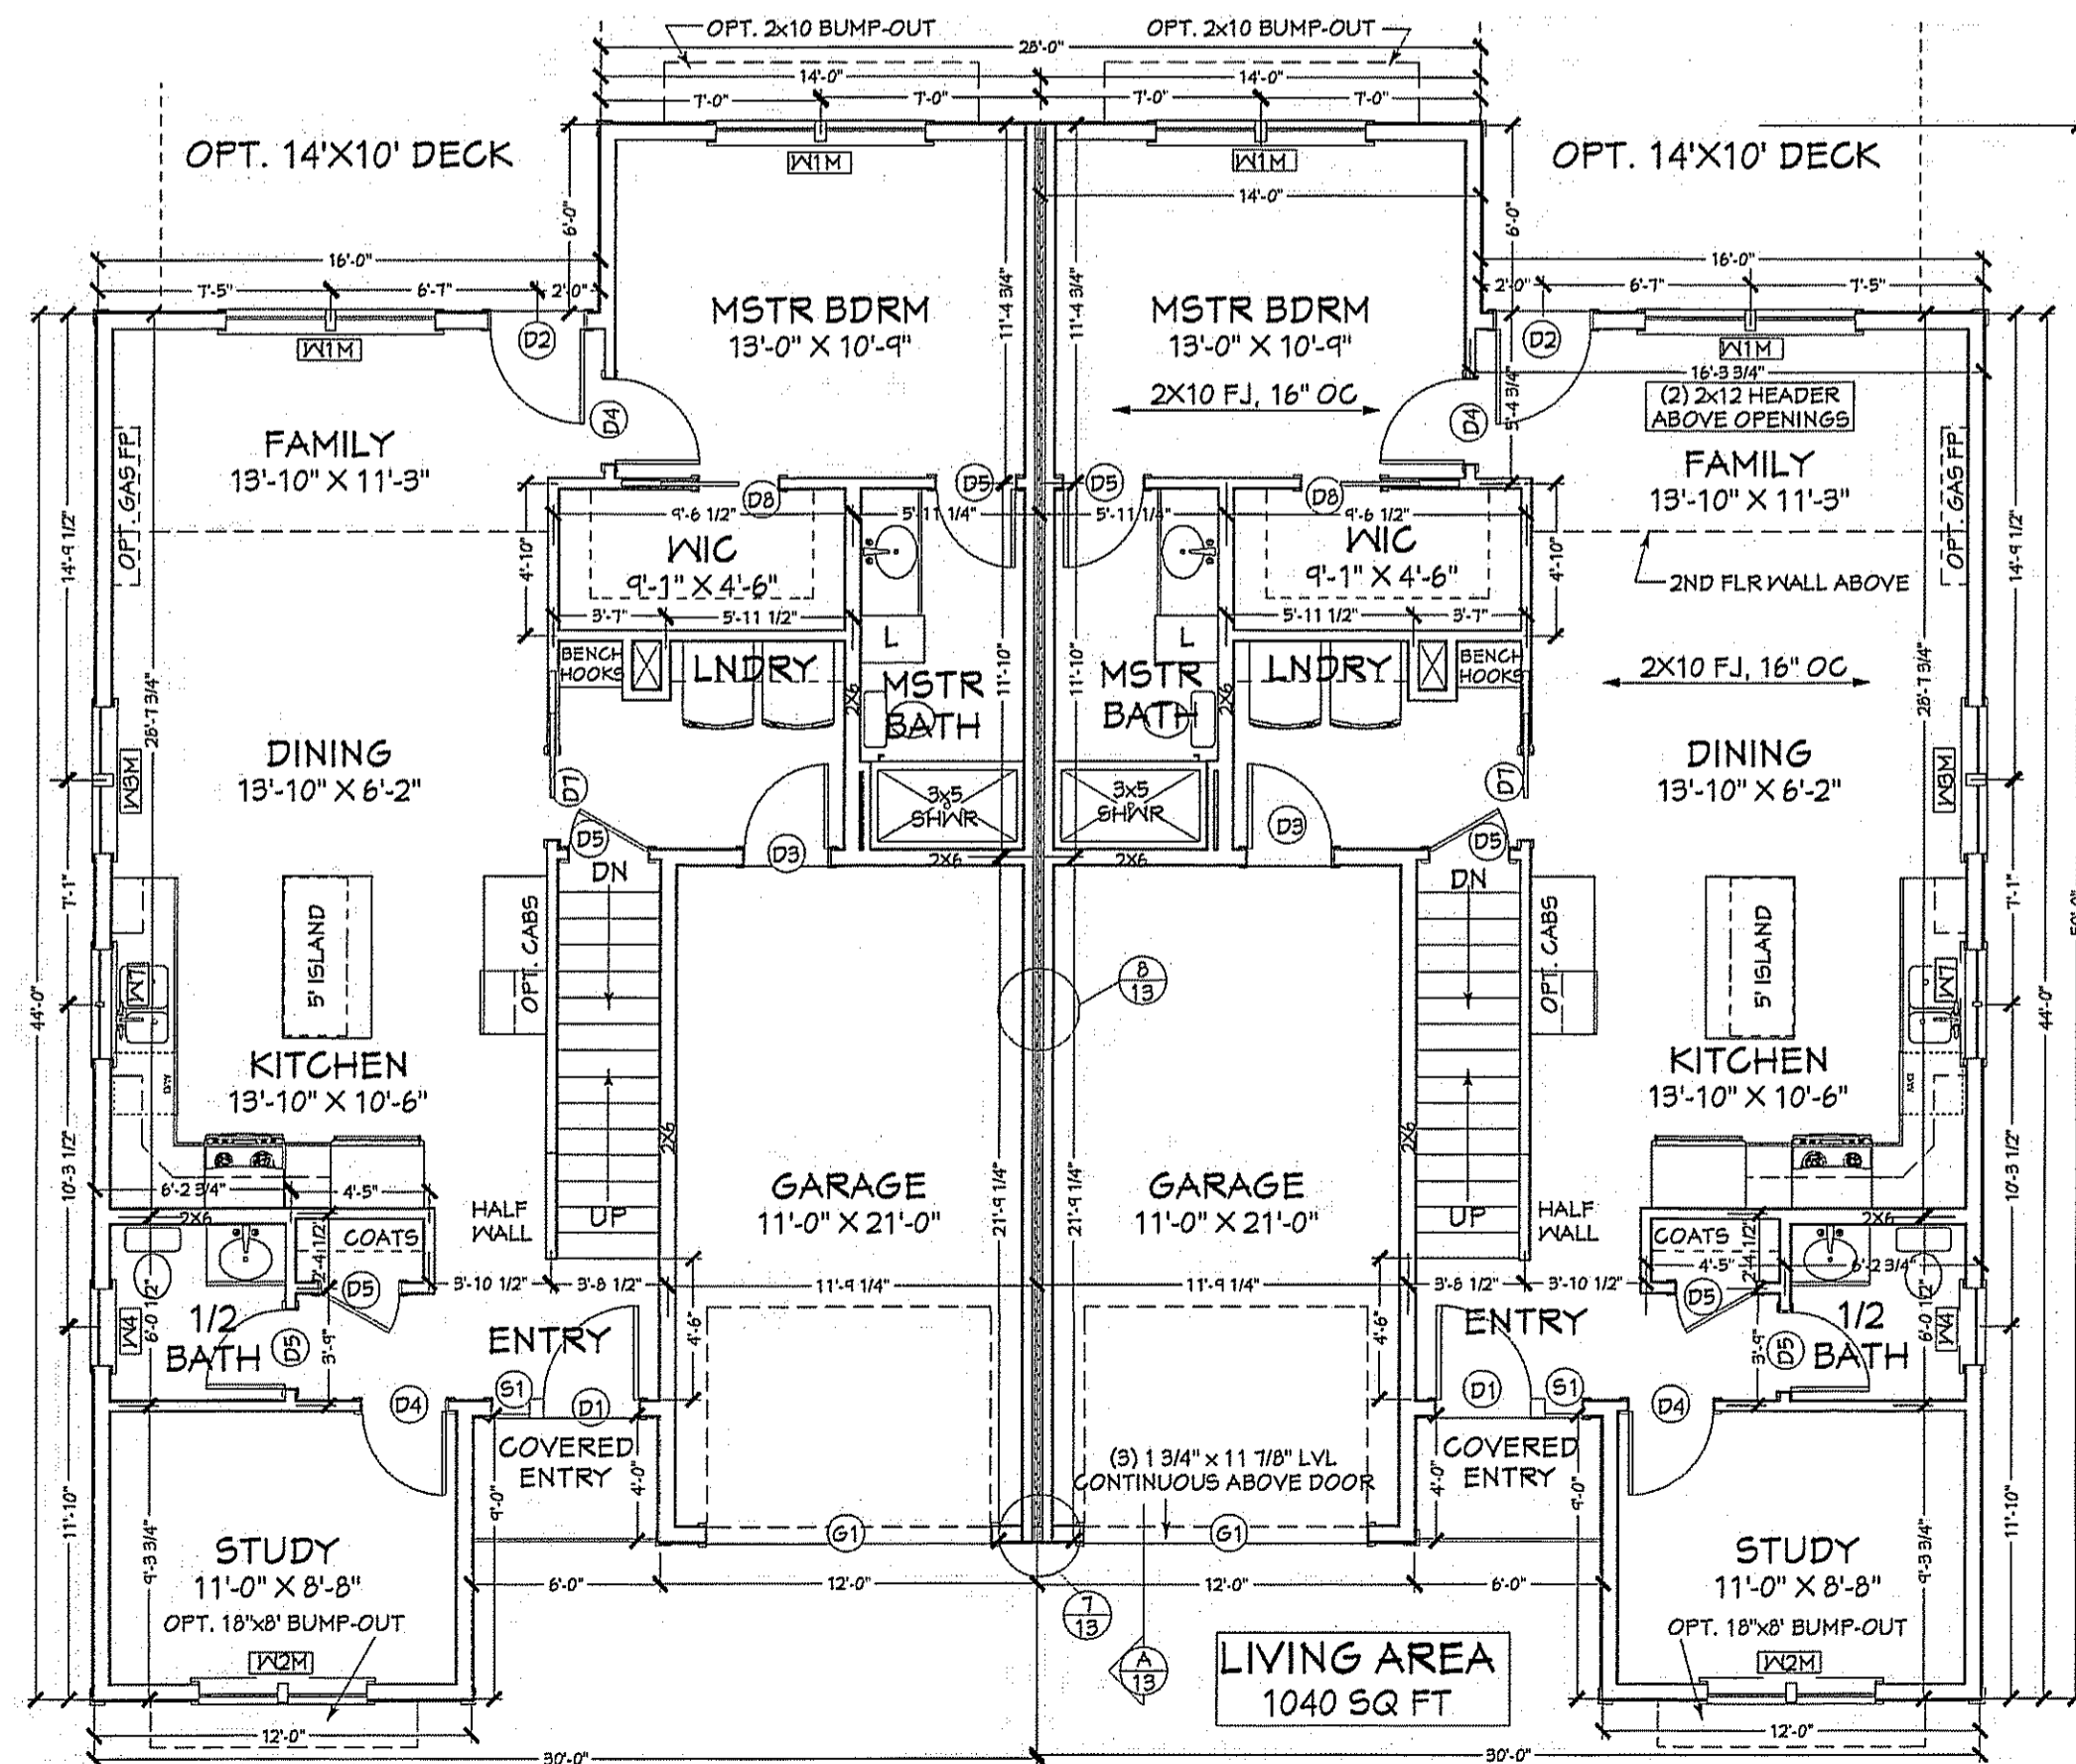 OPT. 2x10 BUMP-OUT
OPT. 2x10 BUMP-OUT
28'-0"
14'-0"
14'-0"
7'-0"
7'-0"
7'-0"
7'-0"
OPT. 14'X10' DECK
W1M
W1M
OPT. 14'X10' DECK
14'-0"
6'-0"
6'-0"
16'-0"
16'-0"
7'-5"
6'-7"
2'-0"
11'-4 3/4"
11'-4 3/4"
2'-0"
6'-7"
7'-5"
MSTR BDRM
13'-0" X 10'-9"
MSTR BDRM
13'-0" X 10'-9"
W1M
D2
D2
W1M
16'-3 3/4"
2X10 FJ, 16" OC
5'-4 3/4"
(2) 2x12 HEADER
ABOVE OPENINGS
D4
D4
FAMILY
13'-10" X 11'-3"
FAMILY
13'-10" X 11'-3"
OPT. GAS FP
OPT. GAS FP
D8
D5
D5
D8
9'-6 1/2"
5'-11 1/4"
5'-11 1/4"
9'-6 1/2"
14'-9 1/2"
4'-10"
WIC
9'-1" X 4'-6"
WIC
9'-1" X 4'-6"
4'-10"
14'-9 1/2"
2ND FLR WALL ABOVE
3'-7"
5'-11 1/2"
5'-11 1/2"
3'-7"
L
L
BENCH
HOOKS
LNDRY
MSTR
BATH
11'-10"
11'-10"
MSTR
BATH
LNDRY
BENCH
HOOKS
2X6
2X6
2X10 FJ, 16" OC
28'-7 3/4"
28'-7 3/4"
DINING
13'-10" X 6'-2"
DINING
13'-10" X 6'-2"
W3M
W3M
D7
D7
3x5
SHWR
3x5
SHWR
D5
D3
D3
D5
2X6
2X6
DN
DN
7'-1"
5' ISLAND
OPT. CABS
OPT. CABS
5' ISLAND
7'-1"
W7
W7
8
13
44'-0"
44'-0"
KITCHEN
13'-10" X 10'-6"
KITCHEN
13'-10" X 10'-6"
DW
DW
2X6
2X6
10'-3 1/2"
10'-3 1/2"
6'-2 3/4"
4'-5"
GARAGE
11'-0" X 21'-0"
GARAGE
11'-0" X 21'-0"
21'-9 1/4"
21'-9 1/4"
HALF
WALL
UP
UP
HALF
WALL
2X6
2X6
COATS
COATS
2'-4 1/2"
2'-4 1/2"
4'-5"
6'-2 3/4"
D5
3'-10 1/2"
3'-8 1/2"
11'-9 1/4"
11'-9 1/4"
3'-8 1/2"
3'-10 1/2"
D5
6'-0 1/2"
6'-0 1/2"
1/2
BATH
ENTRY
ENTRY
1/2
BATH
W4
W4
D5
3'-9"
4'-6"
4'-6"
3'-9"
D5
D4
S1
D1
D1
S1
D4
COVERED
ENTRY
COVERED
ENTRY
(3) 1 3/4" x 11 7/8" LVL
CONTINUOUS ABOVE DOOR
4'-0"
4'-0"
9'-0"
9'-0"
11'-10"
11'-10"
9'-3 3/4"
9'-3 3/4"
G1
G1
STUDY
11'-0" X 8'-8"
STUDY
11'-0" X 8'-8"
6'-0"
12'-0"
12'-0"
6'-0"
7
13
OPT. 18"x8' BUMP-OUT
OPT. 18"x8' BUMP-OUT
W2M
W2M
A
13
LIVING AREA
1040 SQ FT
12'-0"
12'-0"
30'-0"
30'-0"